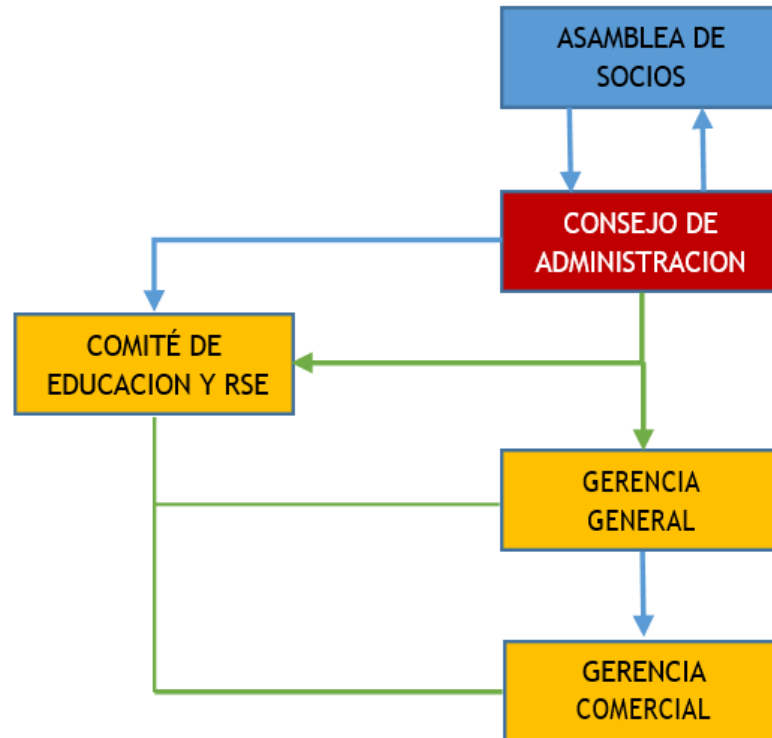 ASAMBLEA DE
SOCIOS
CONSEJO DE
ADMINISTRACION
COMITÉ DE
EDUCACION Y RSE
GERENCIA
GENERAL
GERENCIA
COMERCIAL